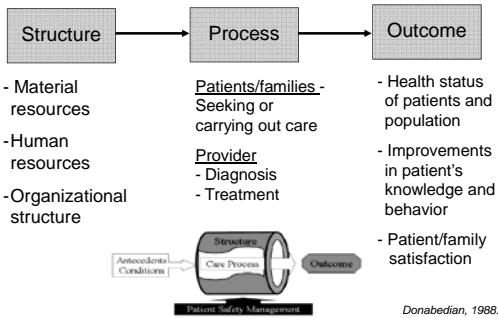 Structure
Process
Outcome
- Material
resources
-Human
resources
-Organizational
structure
Patients/families -
Seeking or
carrying out care
Provider
- Diagnosis
- Treatment
- Health status
of patients and
population
- Improvements
in patient's
knowledge and
behavior
- Patient/family
satisfaction
Structure
Antecedents
Conditions
Care Process
Outcome
Patient Safety Management
Donabedian, 1988.